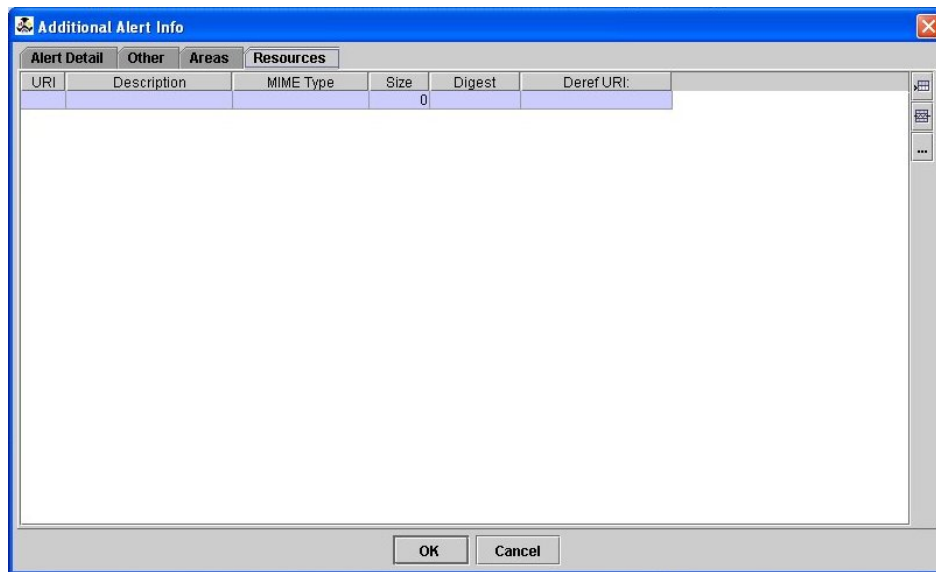 Additional Alert Info
Alert Detail Other Areas Resources
URI Description MIME Type Size Digest Deref URI:
0
...
OK Cancel